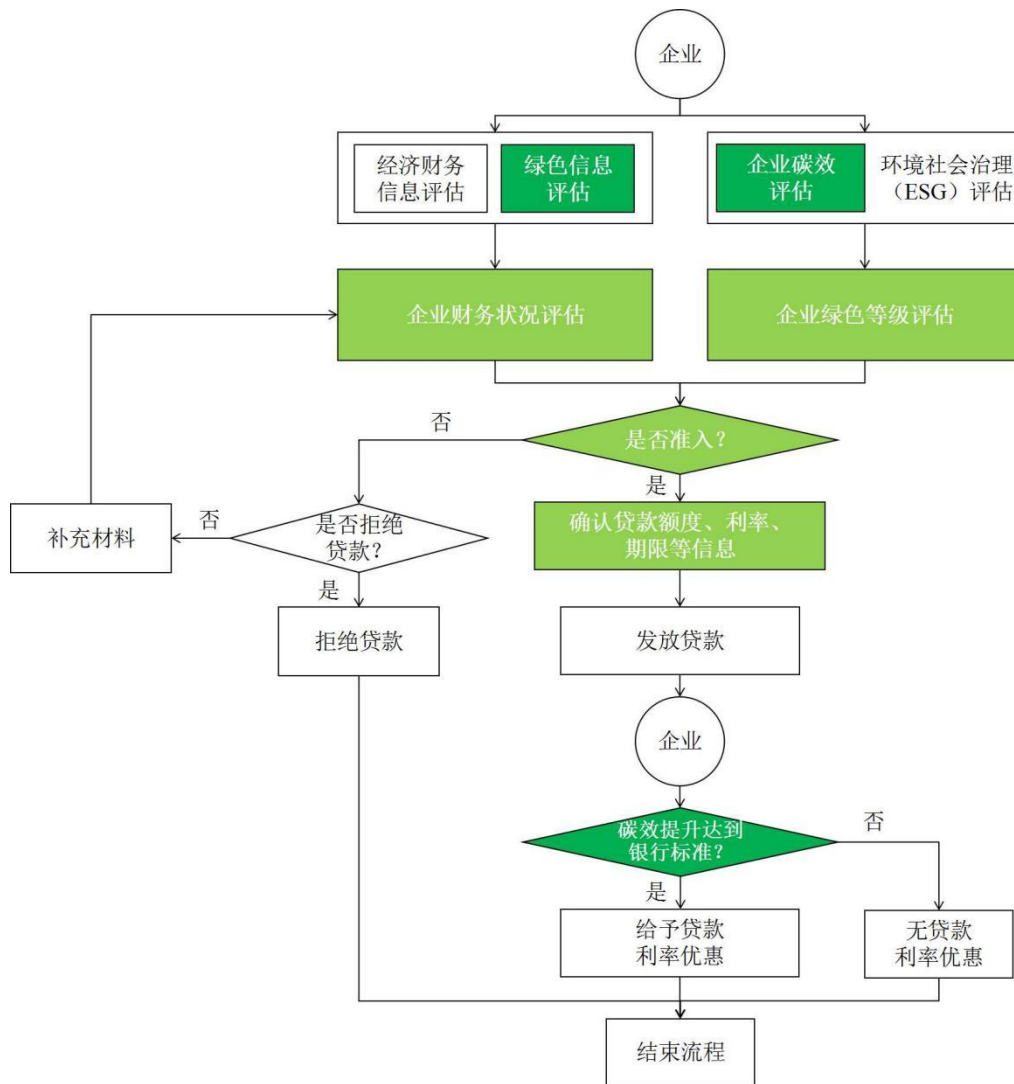 企业
经济财务
信息评估
绿色信息
评估
企业碳效
评估
环境社会治理
（ESG）评估
企业财务状况评估
企业绿色等级评估
是否准入？
否
是
确认贷款额度、利率、
期限等信息
是否拒绝
贷款？
否
补充材料
是
拒绝贷款
发放贷款
企业
碳效提升达到
银行标准？
否
是
给予贷款
利率优惠
无贷款
利率优惠
结束流程